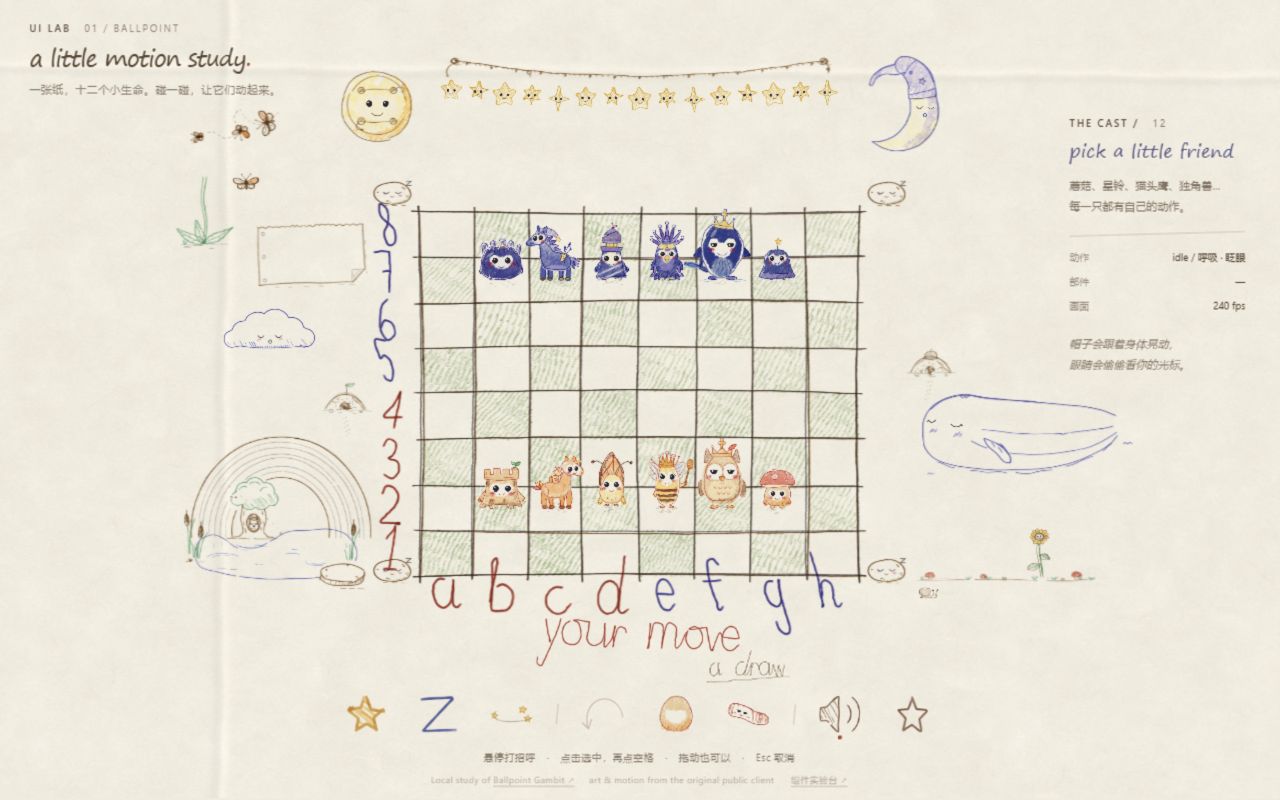 UI LAB 01 / BALLPOINT
a little motion study.
一张纸，十二个小生命。碰一碰，让它们动起来。
THE CAST / 12
pick a little friend
蘑菇、星铃、猫头鹰、独角兽…
每一只都有自己的动作。
动作 idle / 呼吸 · 眨眼
部件 —
画面 240 fps
帽子会跟着身体晃动，
眼睛会偷偷看你的光标。
z
z
8
7
6
5
4
3
2
1
z
z
a b c d e f g h
your move
a draw
Z
悬停打招呼 · 点击选中，再点空格 · 拖动也可以 · Esc 取消
Local study of Ballpoint Gambit ↗ art & motion from the original public client 组件实验台 ↗